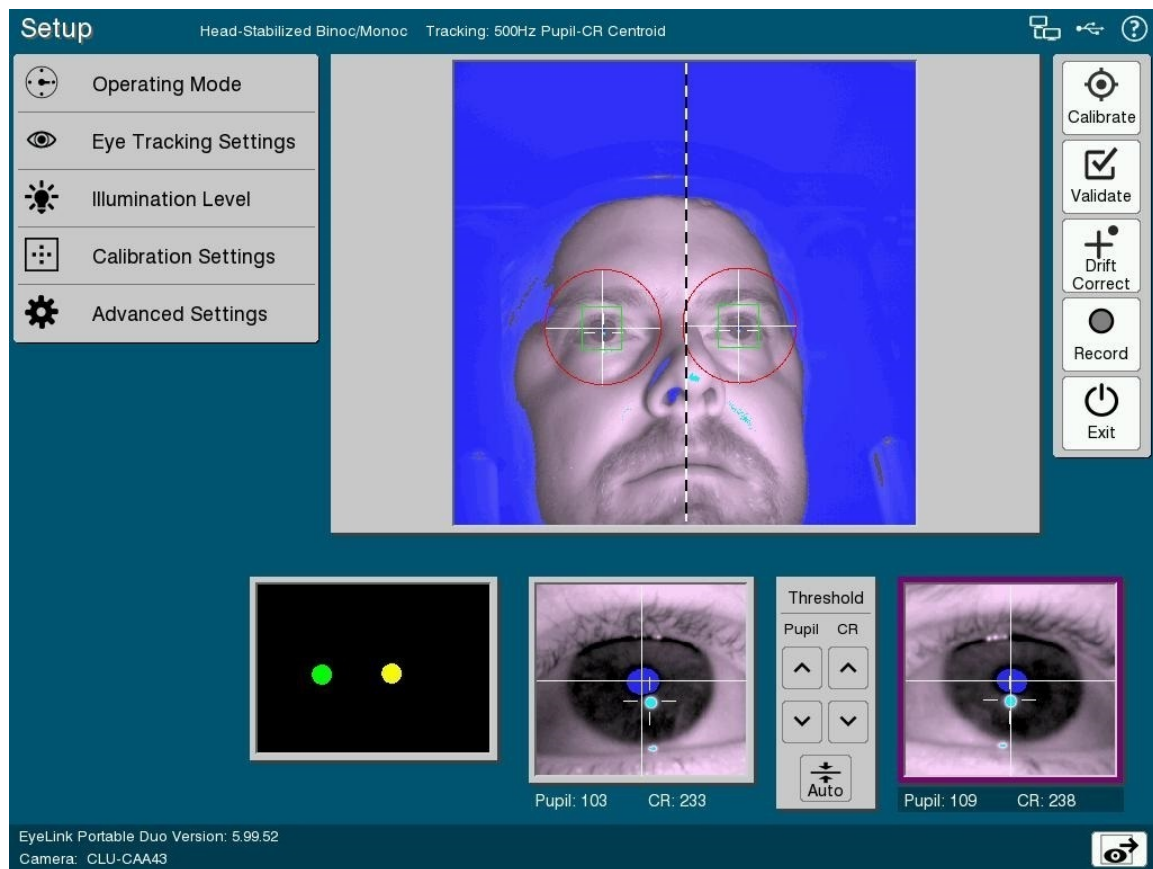 Setup
Head-Stabilized Binoc/Monoc Tracking: 500Hz Pupil-CR Centroid
?
Operating Mode
Eye Tracking Settings
Illumination Level
Calibration Settings
Advanced Settings
Calibrate
Validate
Drift
Correct
Record
Exit
Threshold
Pupil CR
Auto
Pupil: 103 CR: 233
Pupil: 109 CR: 238
EyeLink Portable Duo Version: 5.99.52
Camera: CLU-CAA43